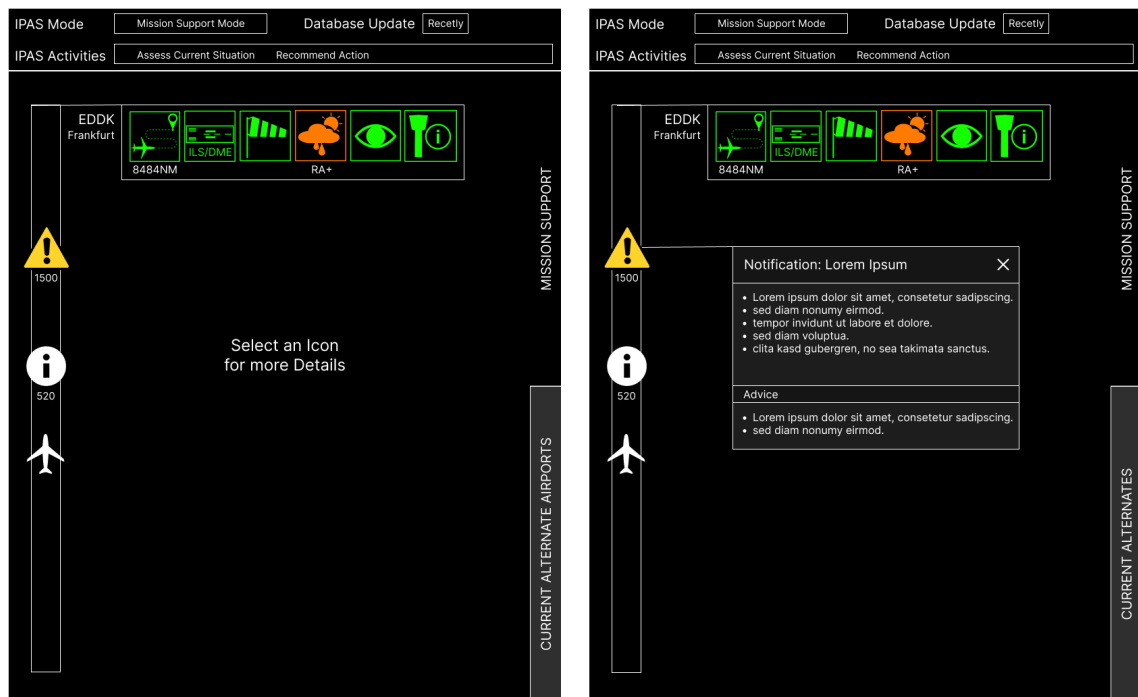 IPAS Mode Mission Support Mode Database Update Recetly
IPAS Activities Assess Current Situation Recommend Action
EDDK
Frankfurt
ILS/DME
8484NM RA+
1500
520
Select an Icon
for more Details
MISSION SUPPORT
CURRENT ALTERNATE AIRPORTS
IPAS Mode Mission Support Mode Database Update Recetly
IPAS Activities Assess Current Situation Recommend Action
EDDK
Frankfurt
ILS/DME
8484NM RA+
1500
520
Notification: Lorem Ipsum
• Lorem ipsum dolor sit amet, consetetur sadipscing.
• sed diam nonumy eirmod.
• tempor invidunt ut labore et dolore.
• sed diam voluptua.
• clita kasd gubergren, no sea takimata sanctus.
Advice
• Lorem ipsum dolor sit amet, consetetur sadipscing.
• sed diam nonumy eirmod.
MISSION SUPPORT
CURRENT ALTERNATES